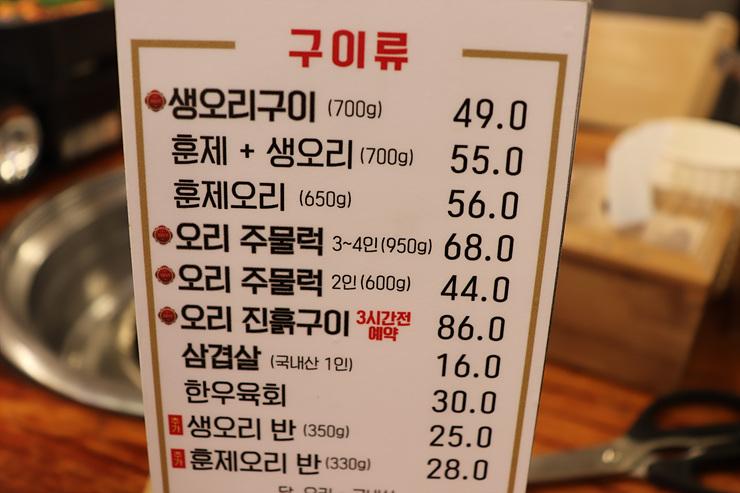 구이류
생오리구이 (700g) 49.0
훈제 + 생오리 (700g) 55.0
훈제오리 (650g) 56.0
오리 주물럭 3~4인(950g) 68.0
오리 주물럭 2인(600g) 44.0
오리 진흙구이 3시간전 예약 86.0
삼겹살 (국내산 1인) 16.0
한우육회 30.0
추가 생오리 반 (350g) 25.0
추가 훈제오리 반 (330g) 28.0